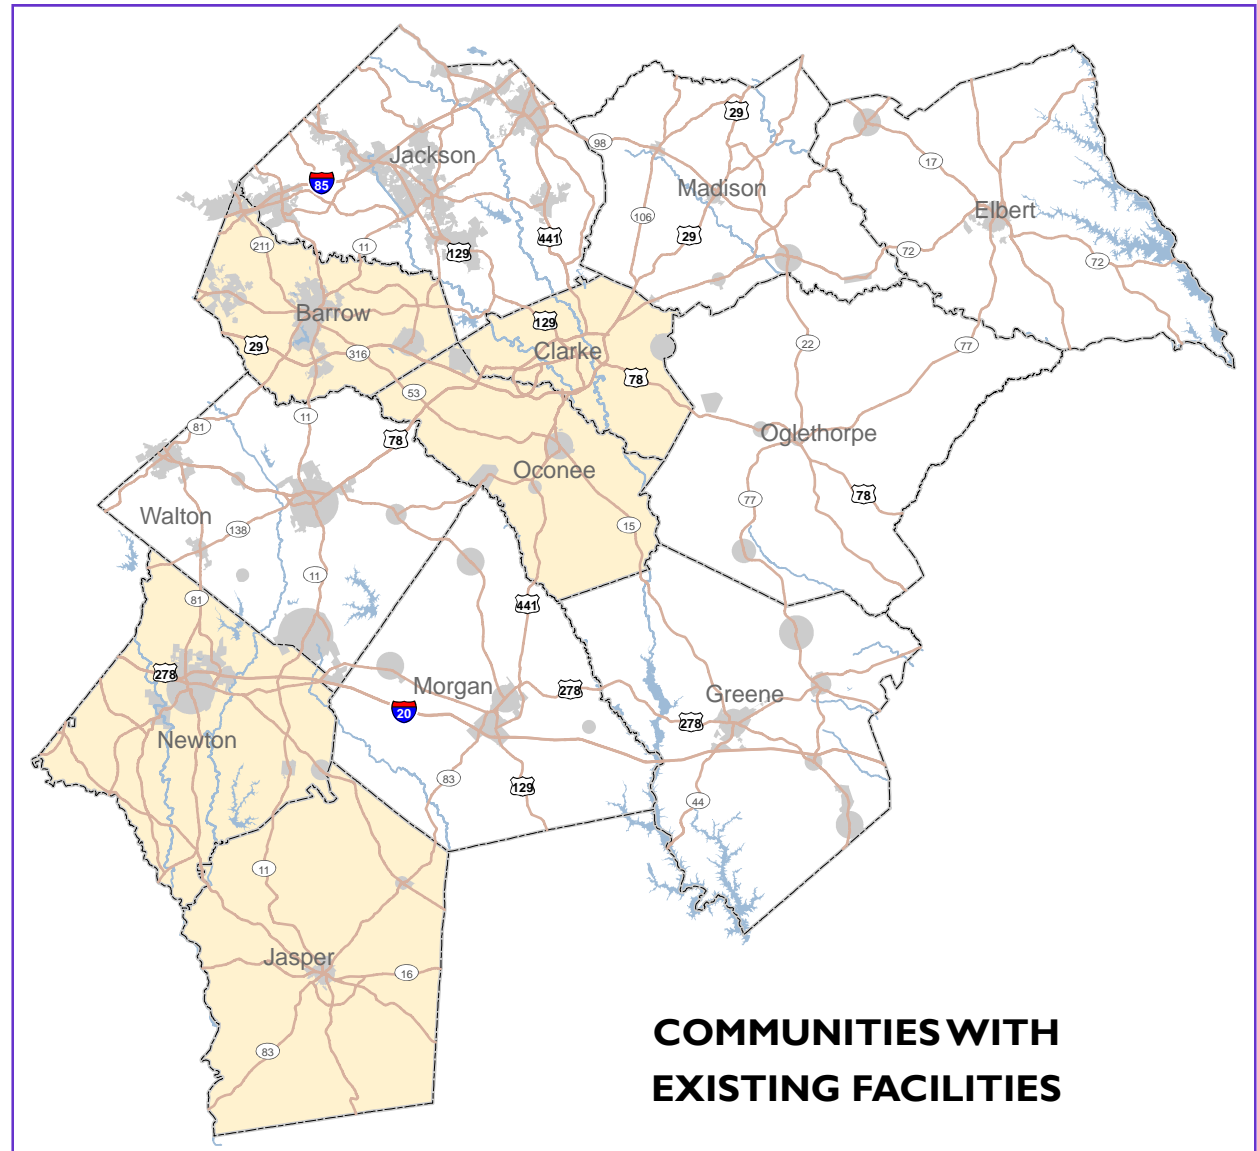 29
98
17
Jackson
85
Madison
106
Elbert
211
11
129
441
29
72
72
Barrow
129
22
77
29
316
Clarke
78
53
81
11
78
Oglethorpe
Oconee
78
77
Walton
138
15
11
81
441
278
Morgan
278
Greene
20
278
Newton
83
129
44
11
Jasper
16
83
COMMUNITIES WITH
EXISTING FACILITIES